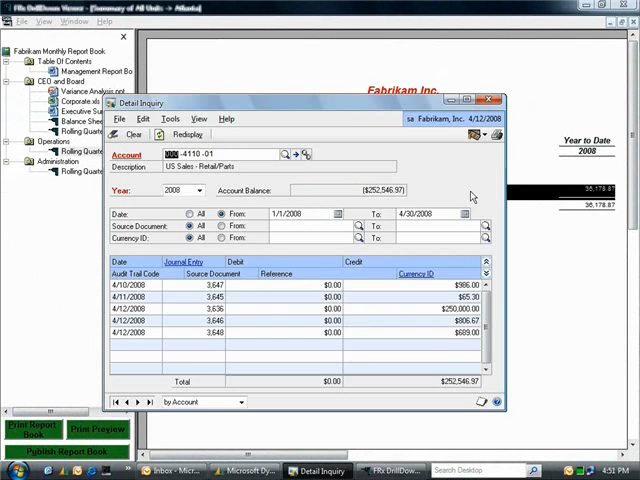 FRx DrillDown Viewer - [Summary of All Units -> Atlanta]
File View Window Help
Fabrikam Monthly Report Book
Table Of Contents
Management Report Bo
CEO and Board
Variance Analysis.ppt
Corporate.xls
Executive Sum
Balance Shee
Rolling Quarte
Operations
Rolling Quarte
Administration
Rolling Quarte
Print Report Book
Print Preview
Publish Report Book
Fabrikam Inc.
Year to Date
2008
36,178.87
36,178.87
Detail Inquiry
File Edit Tools View Help
sa Fabrikam, Inc. 4/12/2008
Clear Redisplay
Account 000 -4110 -01
Description US Sales - Retail/Parts
Year: 2008 Account Balance: ($252,546.97)
Date: All From: 1/1/2008 To: 4/30/2008
Source Document: All From: To:
Currency ID: All From: To:
Date Journal Entry Debit Credit
Audit Trail Code Source Document Reference Currency ID
4/10/2008 3,647 $0.00 $986.00
4/11/2008 3,645 $0.00 $65.30
4/12/2008 3,636 $0.00 $250,000.00
4/12/2008 3,646 $0.00 $806.67
4/12/2008 3,648 $0.00 $689.00
Total $0.00 $252,546.97
by Account
Inbox - Micr...
Microsoft Dy...
Detail Inquiry
FRx DrillDow...
Search Desktop
4:51 PM